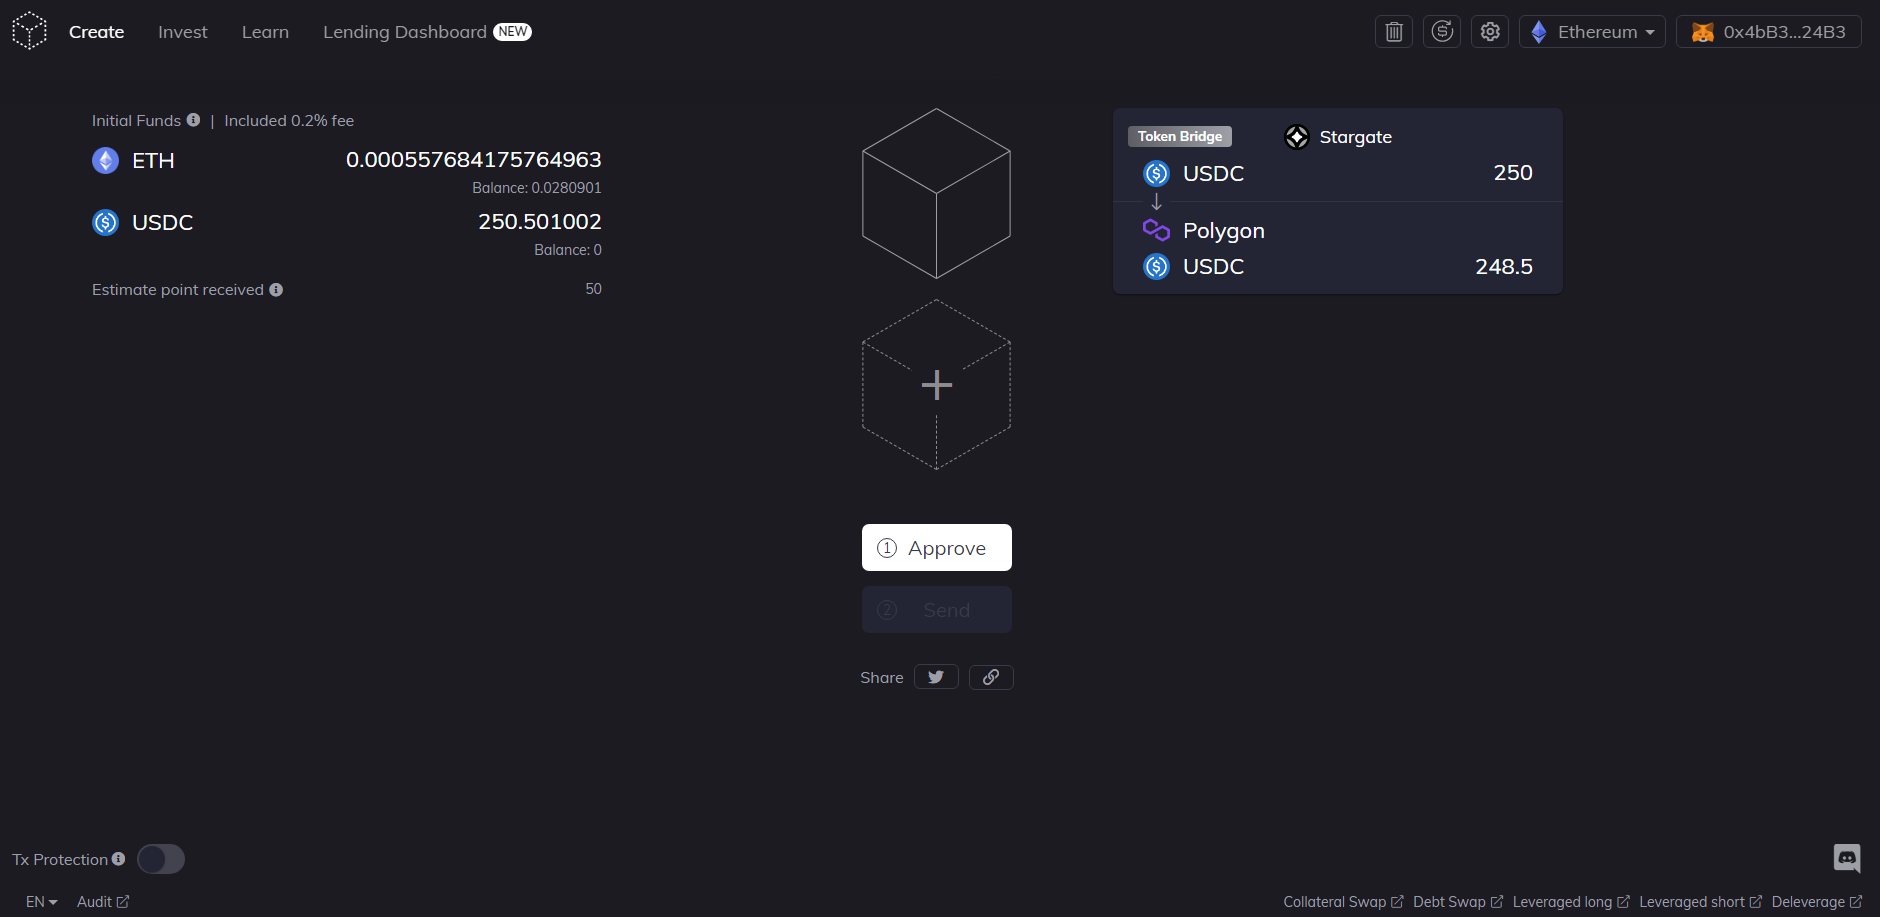 Create Invest Learn Lending Dashboard NEW Ethereum 0x4bB3...24B3
Initial Funds | Included 0.2% fee
ETH 0.000557684175764963
Balance: 0.0280901
USDC 250.501002
Balance: 0
Estimate point received 50
Token Bridge Stargate
USDC 250
Polygon
USDC 248.5
1 Approve
2 Send
Share
Tx Protection
EN Audit
Collateral Swap Debt Swap Leveraged long Leveraged short Deleverage